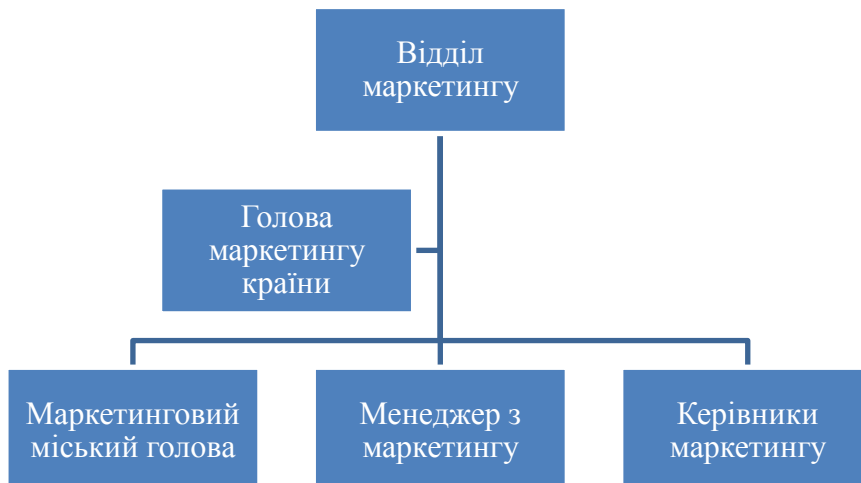 Відділ
маркетингу
Голова
маркетингу
країни
Маркетинговий
міський голова
Менеджер з
маркетингу
Керівники
маркетингу